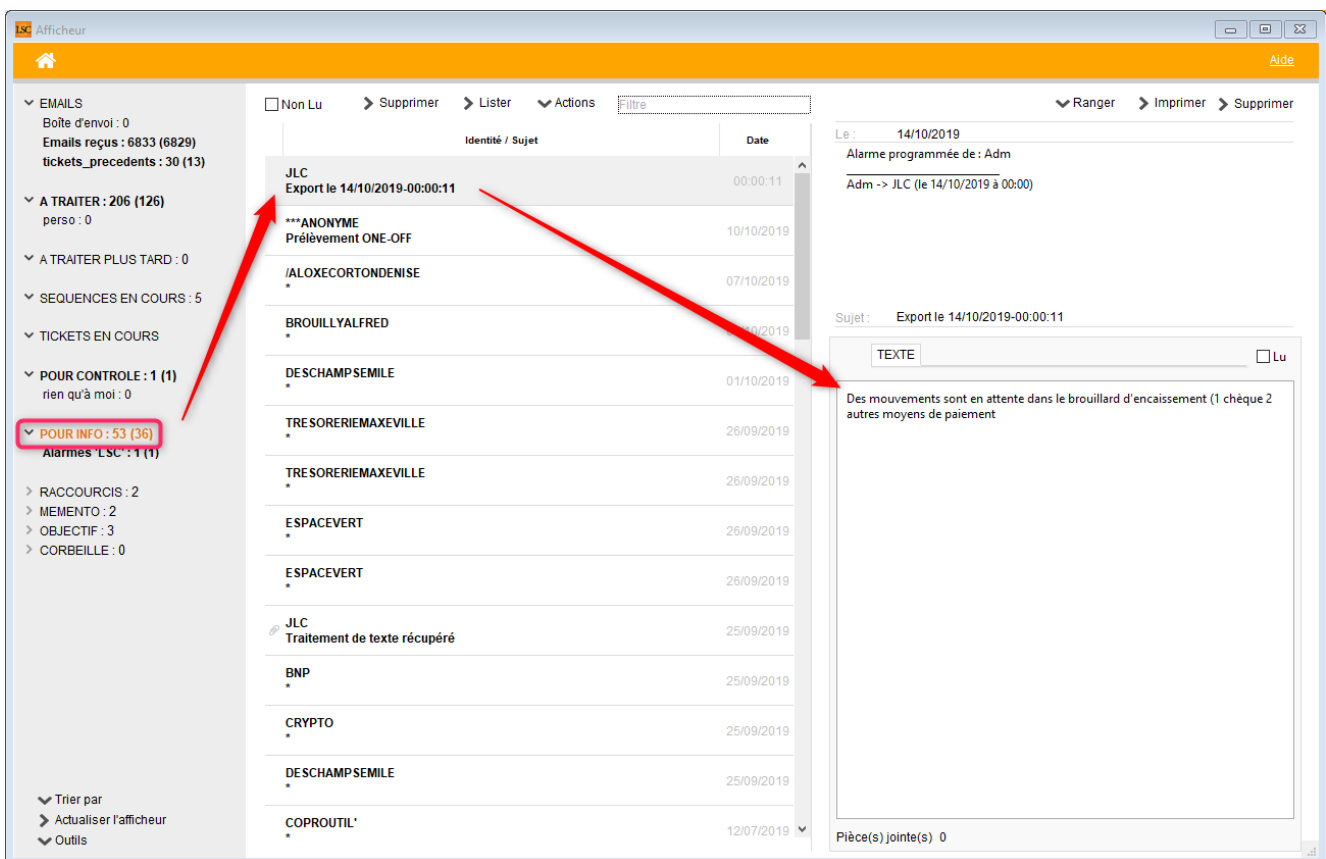 LSC Afficheur
Aide
EMAILS
Boîte d'envoi : 0
Emails reçus : 6833 (6829)
tickets_precedents : 30 (13)
A TRAITER : 206 (126)
perso : 0
A TRAITER PLUS TARD : 0
SEQUENCES EN COURS : 5
TICKETS EN COURS
POUR CONTROLE : 1 (1)
rien qu'à moi : 0
POUR INFO : 53 (36)
Alarmes 'LSC' : 1 (1)
RACCOURCIS : 2
MEMENTO : 2
OBJECTIF : 3
CORBEILLE : 0
Trier par
Actualiser l'afficheur
Outils
Non Lu Supprimer Lister Actions Filtre
Identité / Sujet Date
JLC
Export le 14/10/2019-00:00:11 00:00:11
***ANONYME
Prélèvement ONE-OFF 10/10/2019
/ALOXECORTONDENISE
* 07/10/2019
BROUILLYALFRED
* /2019
DESCHAMPSEMILE
* 01/10/2019
TRESORERIEMAXEVILLE
* 26/09/2019
TRESORERIEMAXEVILLE
* 26/09/2019
ESPACEVERT
* 26/09/2019
ESPACEVERT
* 26/09/2019
JLC
Traitement de texte récupéré 25/09/2019
BNP
* 25/09/2019
CRYPTO
* 25/09/2019
DESCHAMPSEMILE
* 25/09/2019
COPROUTIL'
* 12/07/2019
Ranger Imprimer Supprimer
Le : 14/10/2019
Alarme programmée de : Adm
Adm -> JLC (le 14/10/2019 à 00:00)
Sujet : Export le 14/10/2019-00:00:11
TEXTE Lu
Des mouvements sont en attente dans le brouillard d'encaissement (1 chèque 2
autres moyens de paiement
Pièce(s) jointe(s) 0